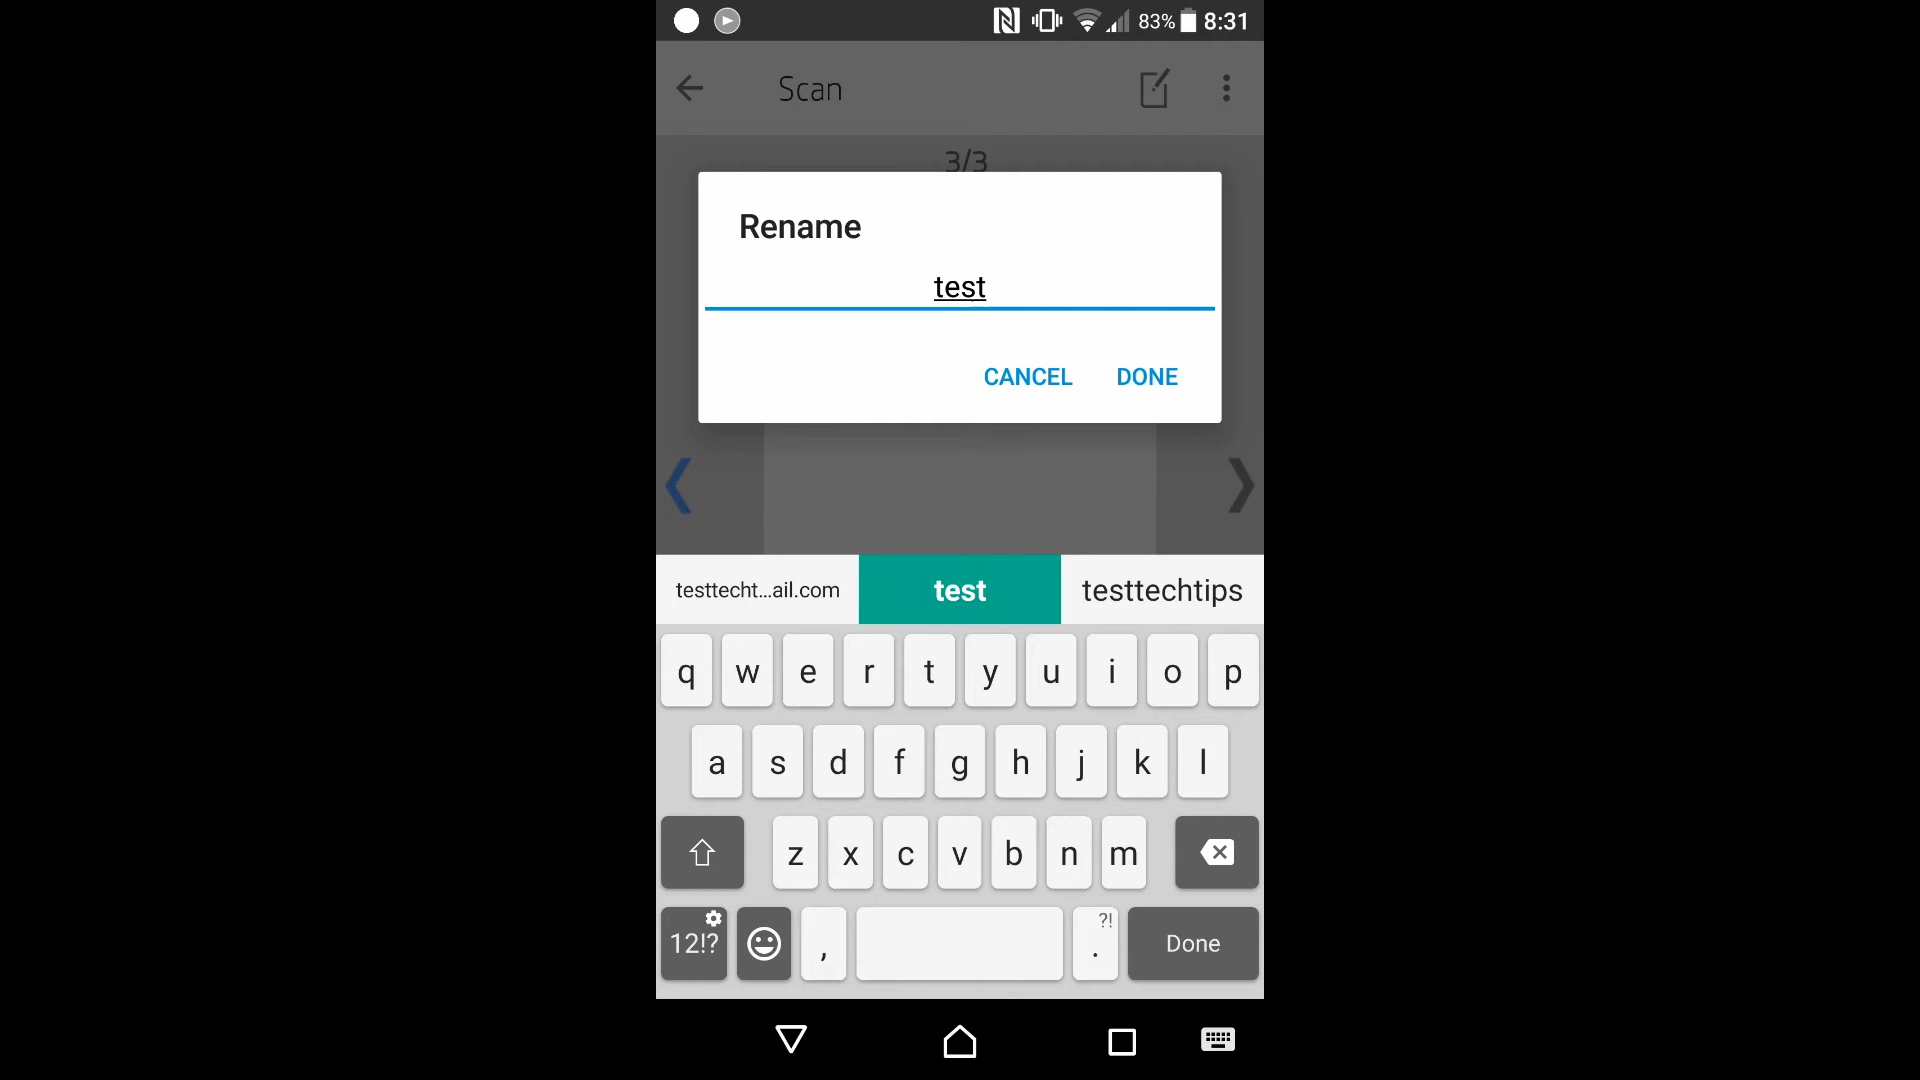 83% 8:31
Scan
3/3
Rename
test
CANCEL DONE
testtecht...ail.com test testtechtips
q w e r t y u i o p
a s d f g h j k l
z x c v b n m
12!? , ?! . Done